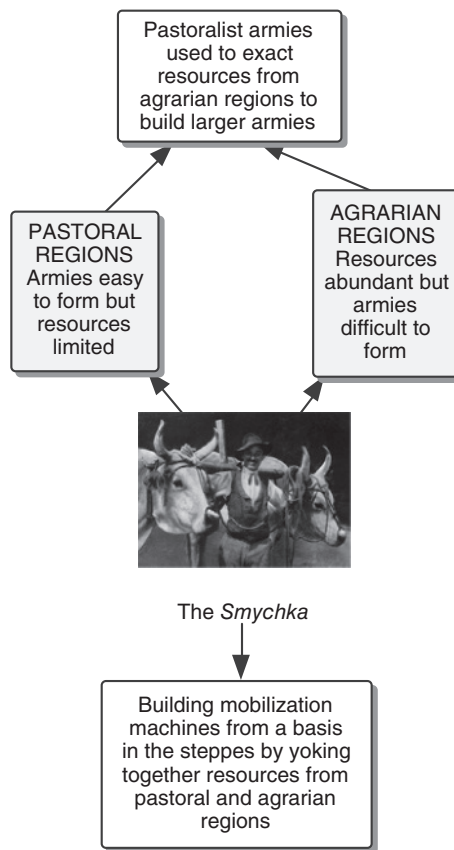 Pastoralist armies
used to exact
resources from
agrarian regions to
build larger armies
PASTORAL
REGIONS
Armies easy
to form but
resources
limited
AGRARIAN
REGIONS
Resources
abundant but
armies
difficult to
form
The Smychka
Building mobilization
machines from a basis
in the steppes by yoking
together resources from
pastoral and agrarian
regions